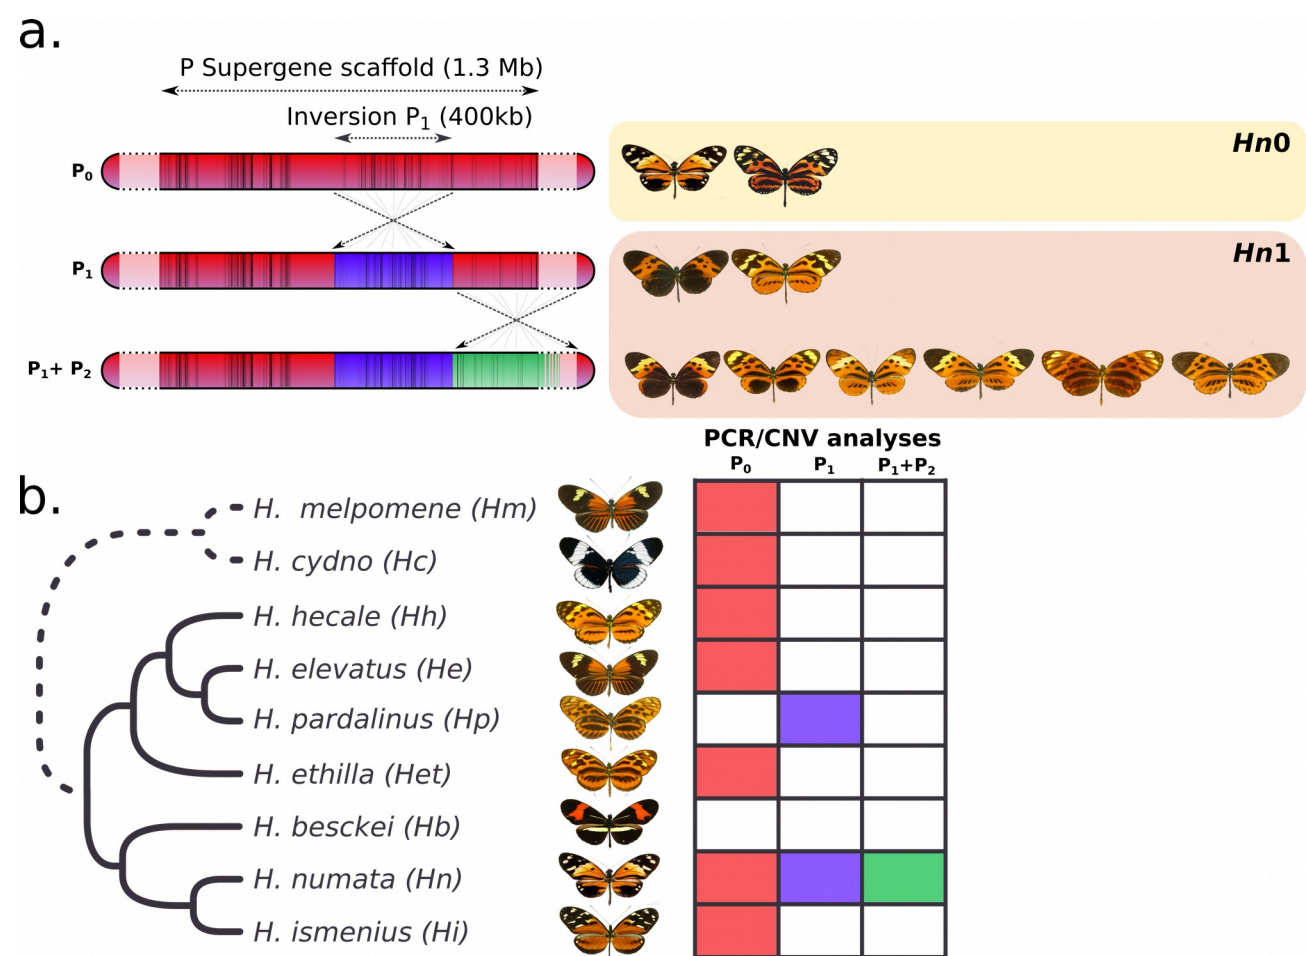 a.
P Supergene scaffold (1.3 Mb)
Inversion P₁ (400kb)
P₀
Hn0
P₁
Hn1
P₁+ P₂
PCR/CNV analyses
P₀ P₁ P₁+P₂
b.
H. melpomene (Hm)
H. cydno (Hc)
H. hecale (Hh)
H. elevatus (He)
H. pardalinus (Hp)
H. ethilla (Het)
H. besckei (Hb)
H. numata (Hn)
H. ismenius (Hi)